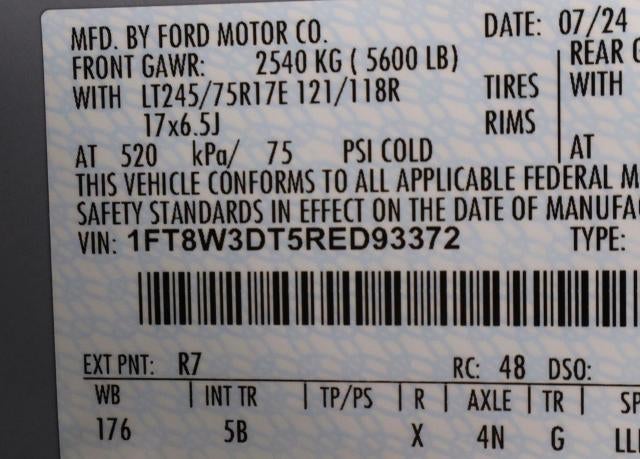 MFD. BY FORD MOTOR CO. DATE: 07/24
FRONT GAWR: 2540 KG ( 5600 LB) REAR
WITH LT245/75R17E 121/118R TIRES WITH
17x6.5J RIMS
AT 520 kPa/ 75 PSI COLD AT
THIS VEHICLE CONFORMS TO ALL APPLICABLE FEDERAL M
SAFETY STANDARDS IN EFFECT ON THE DATE OF MANUFA
VIN: 1FT8W3DT5RED93372 TYPE:
EXT PNT: R7 RC: 48 DSO:
WB | INT TR | TP/PS | R | AXLE | TR | SP
176 5B X 4N G LLL